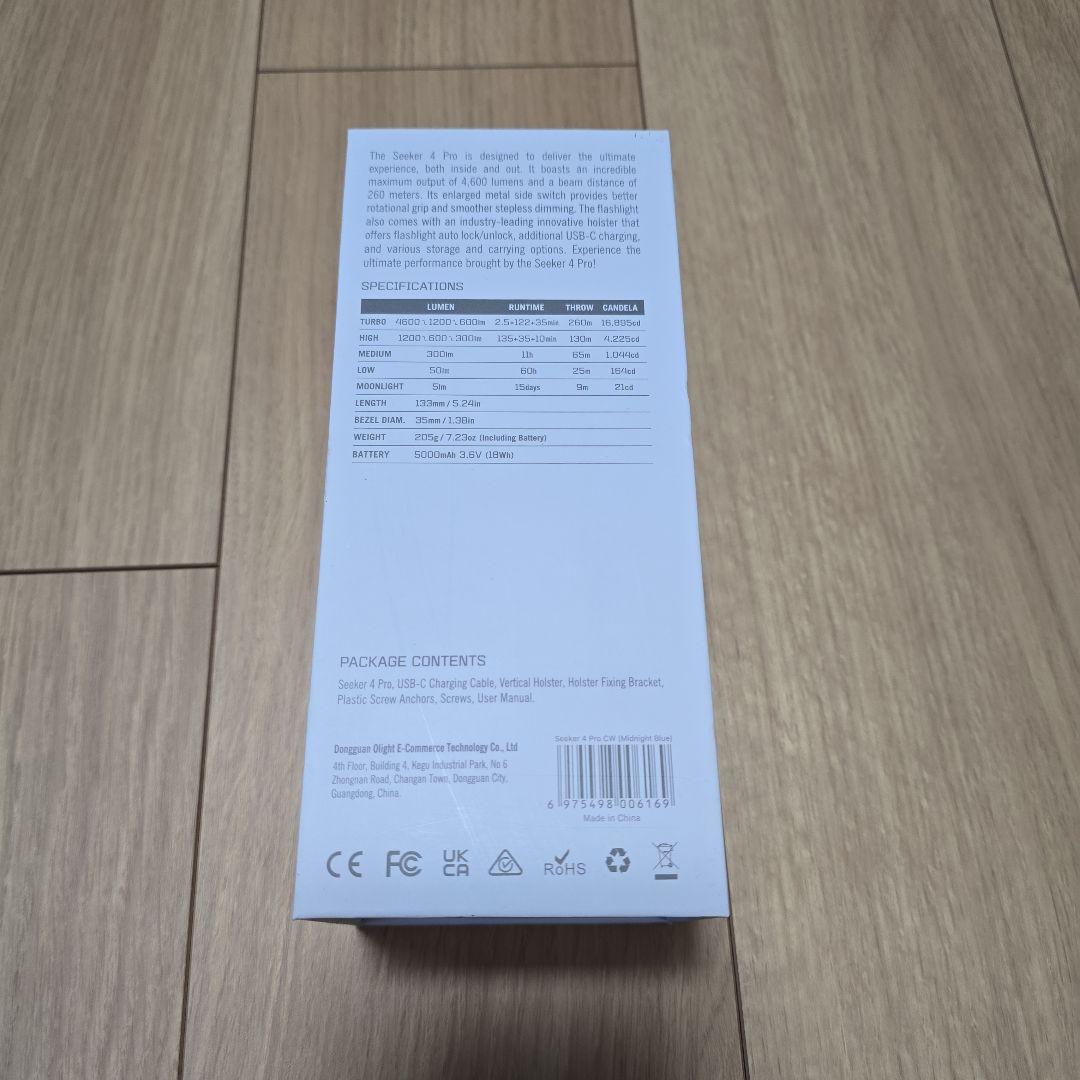 The Seeker 4 Pro is designed to deliver the ultimate
experience, both inside and out. It boasts an incredible
maximum output of 4,600 lumens and a beam distance of
260 meters. Its enlarged metal side switch provides better
rotational grip and smoother stepless dimming. The flashlight
also comes with an industry-leading innovative holster that
offers flashlight auto lock/unlock, additional USB-C charging,
and various storage and carrying options. Experience the
ultimate performance brought by the Seeker 4 Pro!
SPECIFICATIONS
LUMEN RUNTIME THROW CANDELA
TURBO 4600↘1200↘600lm 2.5+122+35min 260m 16,895cd
HIGH 1200↘600↘300lm 135+35+10min 130m 4,225cd
MEDIUM 300lm 11h 65m 1,044cd
LOW 50lm 60h 25m 164cd
MOONLIGHT 5lm 15days 9m 21cd
LENGTH 133mm / 5.24in
BEZEL DIAM. 35mm / 1.38in
WEIGHT 205g / 7.23oz (Including Battery)
BATTERY 5000mAh 3.6V (18Wh)
PACKAGE CONTENTS
Seeker 4 Pro, USB-C Charging Cable, Vertical Holster, Holster Fixing Bracket,
Plastic Screw Anchors, Screws, User Manual.
Dongguan Olight E-Commerce Technology Co., Ltd
4th Floor, Building 4, Kegu Industrial Park, No 6
Zhongnan Road, Changan Town, Dongguan City,
Guangdong, China.
Seeker 4 Pro CW (Midnight Blue)
6 975498 006169
Made in China
CE FC UK CA RoHS